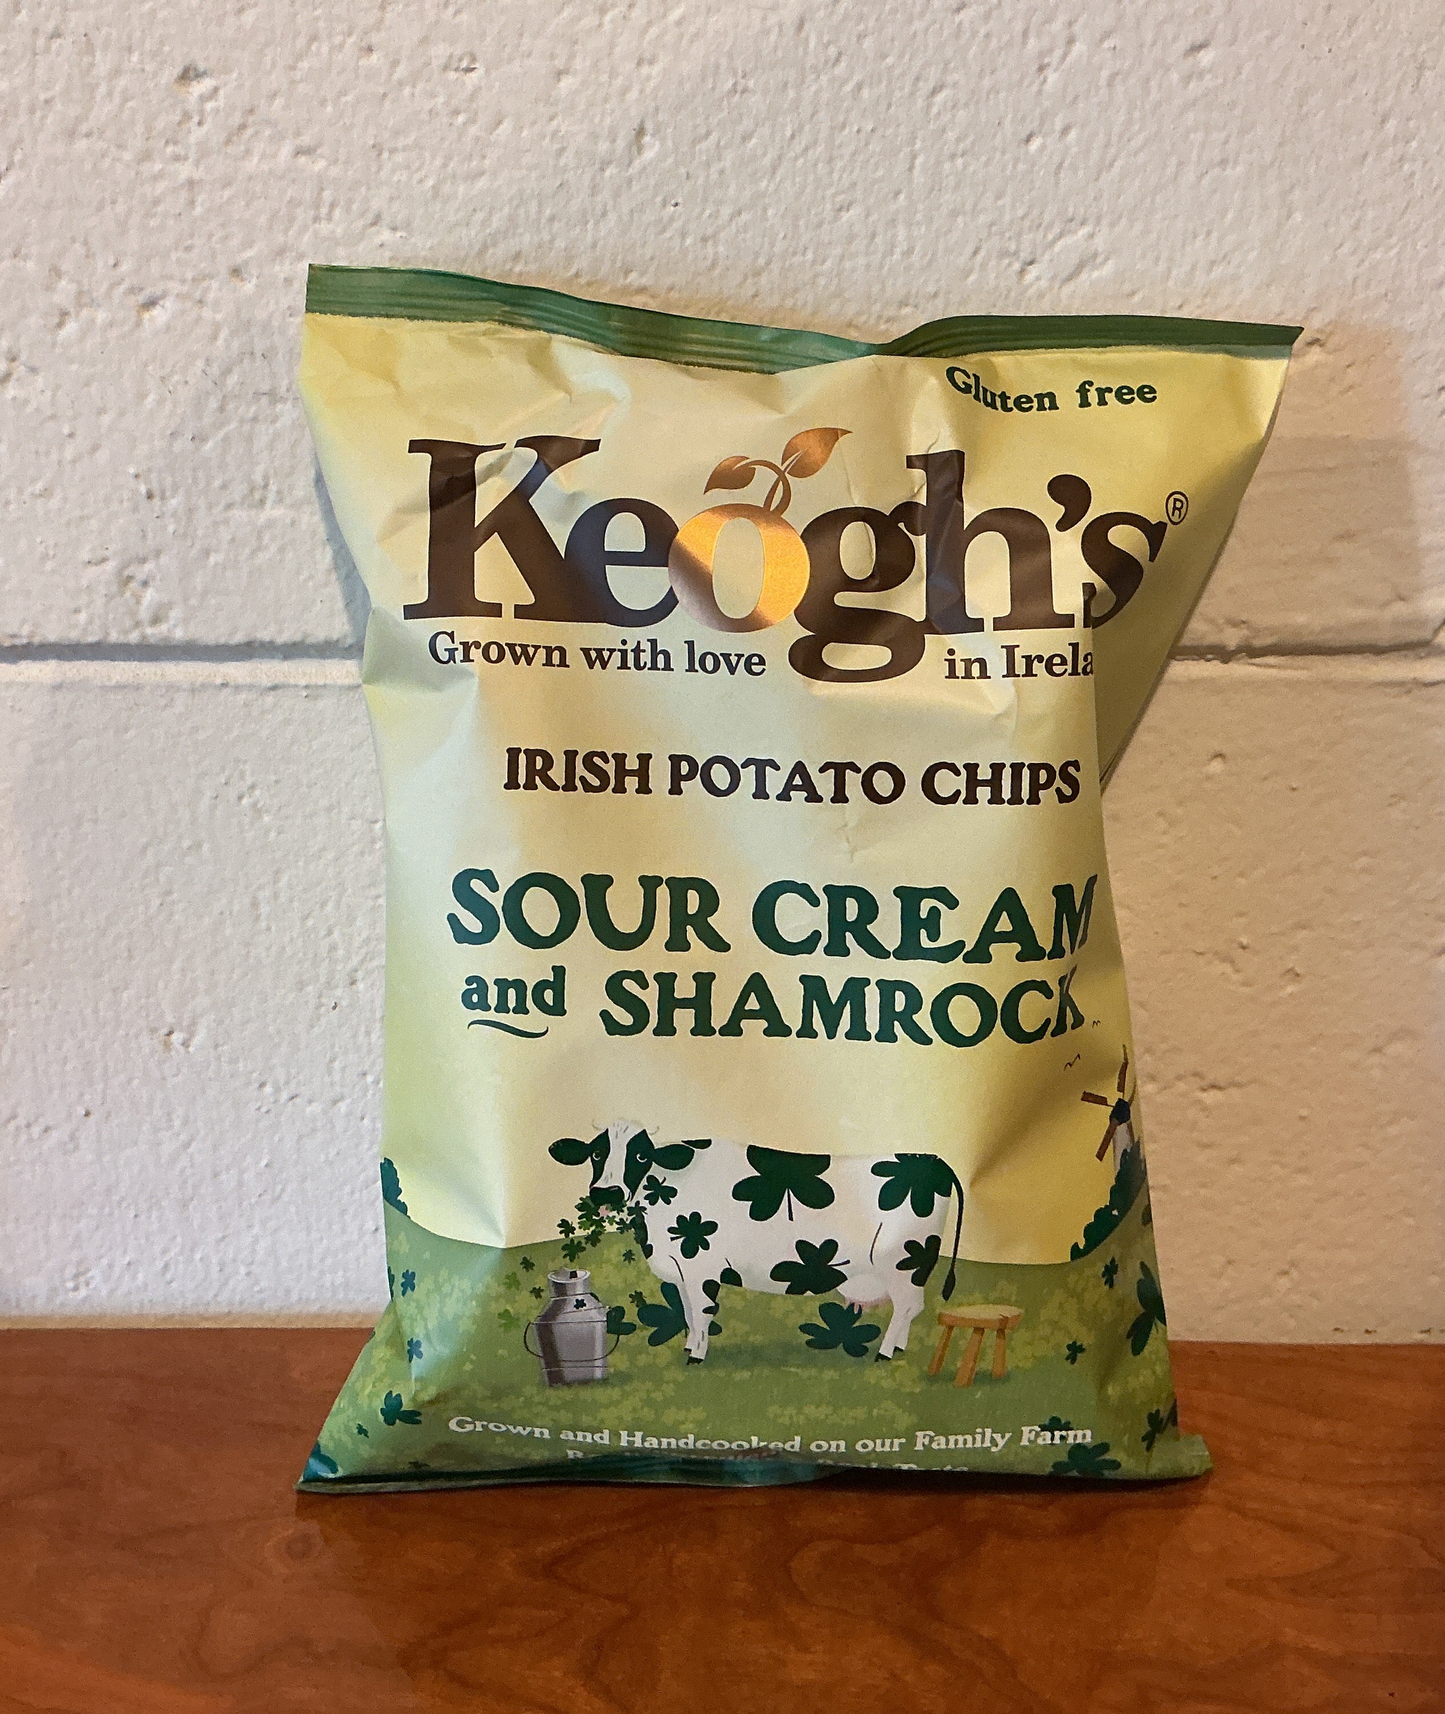 Gluten free
Keogh's®
Grown with love in Irela
IRISH POTATO CHIPS
SOUR CREAM
and SHAMROCK
Grown and Handcooked on our Family Farm